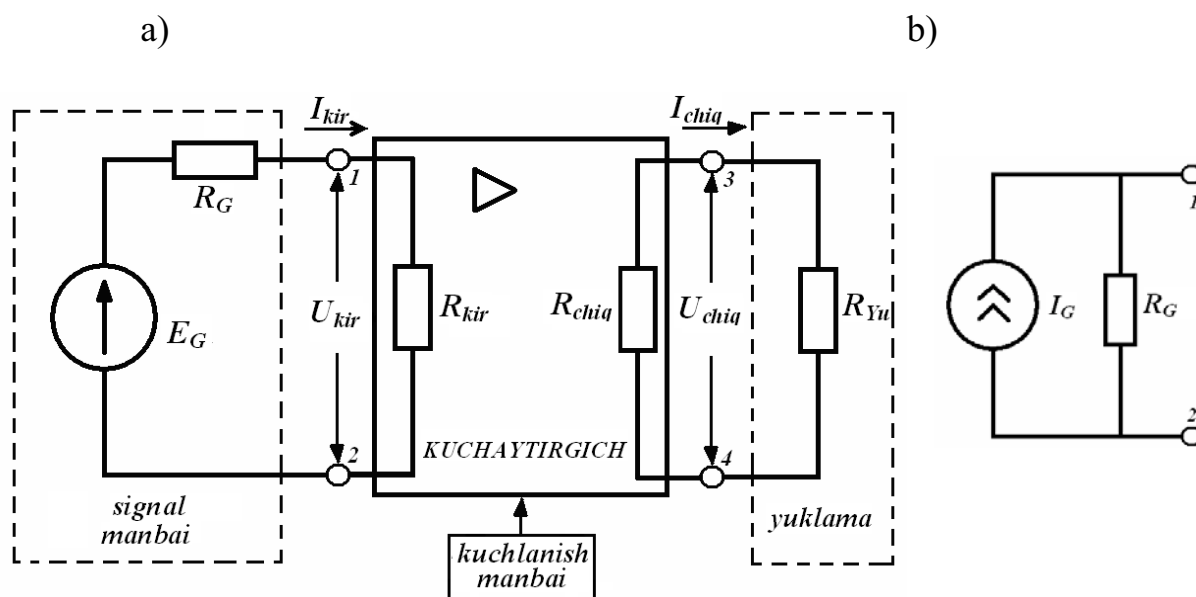 a)
b)
I_kir
I_chiq
1
3
R_G
1
E_G
U_kir
R_kir
R_chiq
U_chiq
R_Yu
I_G
R_G
2
KUCHAYTIRGICH
4
2
signal
manbai
yuklama
kuchlanish
manbai